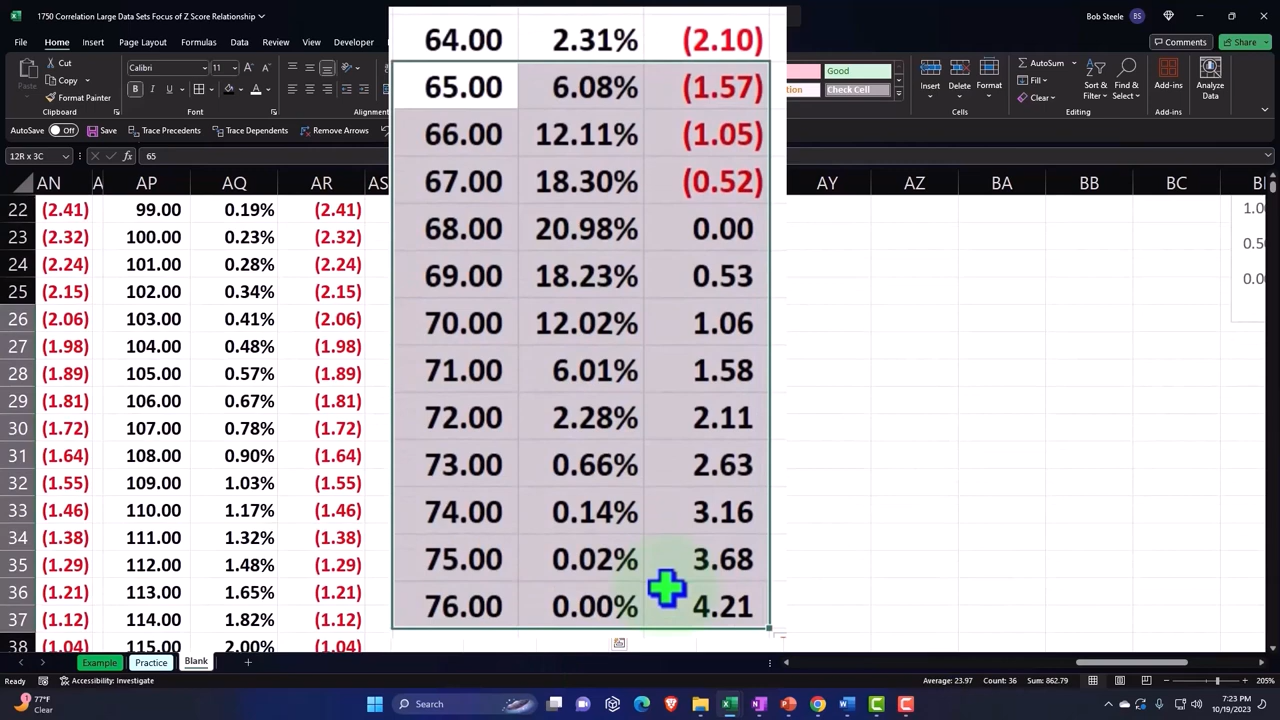 1750 Correlation Large Data Sets Focus of Z Score Relationship
Bob Steele BS
File Home Insert Page Layout Formulas Data Review View Developer
Comments Share
Cut
Copy
Format
Clipboard
Calibri 11
B I U
Font
Alignment
Good
Check Cell
Insert Delete Format
Cells
AutoSum
Fill
Clear
Sort & Filter
Find & Select
Editing
Add-ins
Add-ins
Analyze Data
AutoSave Off Save Trace Precedents Trace Dependents Remove Arrows
12R x 3C fx 65
AN A AP AQ AR AS AY AZ BA BB BC
22 (2.41) 99.00 0.19% (2.41)
23 (2.32) 100.00 0.23% (2.32)
24 (2.24) 101.00 0.28% (2.24)
25 (2.15) 102.00 0.34% (2.15)
26 (2.06) 103.00 0.41% (2.06)
27 (1.98) 104.00 0.48% (1.98)
28 (1.89) 105.00 0.57% (1.89)
29 (1.81) 106.00 0.67% (1.81)
30 (1.72) 107.00 0.78% (1.72)
31 (1.64) 108.00 0.90% (1.64)
32 (1.55) 109.00 1.03% (1.55)
33 (1.46) 110.00 1.17% (1.46)
34 (1.38) 111.00 1.32% (1.38)
35 (1.29) 112.00 1.48% (1.29)
36 (1.21) 113.00 1.65% (1.21)
37 (1.12) 114.00 1.82% (1.12)
38 (1.04) 115.00 2.00% (1.04)
64.00 2.31% (2.10)
65.00 6.08% (1.57)
66.00 12.11% (1.05)
67.00 18.30% (0.52)
68.00 20.98% 0.00
69.00 18.23% 0.53
70.00 12.02% 1.06
71.00 6.01% 1.58
72.00 2.28% 2.11
73.00 0.66% 2.63
74.00 0.14% 3.16
75.00 0.02% 3.68
76.00 0.00% 4.21
Example Practice Blank
Ready Accessibility: Investigate Average: 23.97 Count: 36 Sum: 862.79 205%
77°F
Clear
Search
7:23 PM
10/19/2023